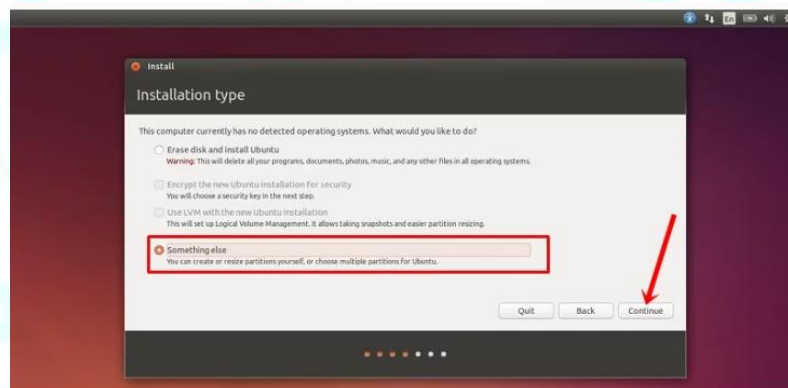 En
Install
Installation type
This computer currently has no detected operating systems. What would you like to do?
Erase disk and install Ubuntu
Warning: This will delete all your programs, documents, photos, music, and any other files in all operating systems.
Encrypt the new Ubuntu installation for security
You will choose a security key in the next step.
Use LVM with the new Ubuntu installation
This will set up Logical Volume Management. It allows taking snapshots and easier partition resizing.
Something else
You can create or resize partitions yourself, or choose multiple partitions for Ubuntu.
Quit Back Continue